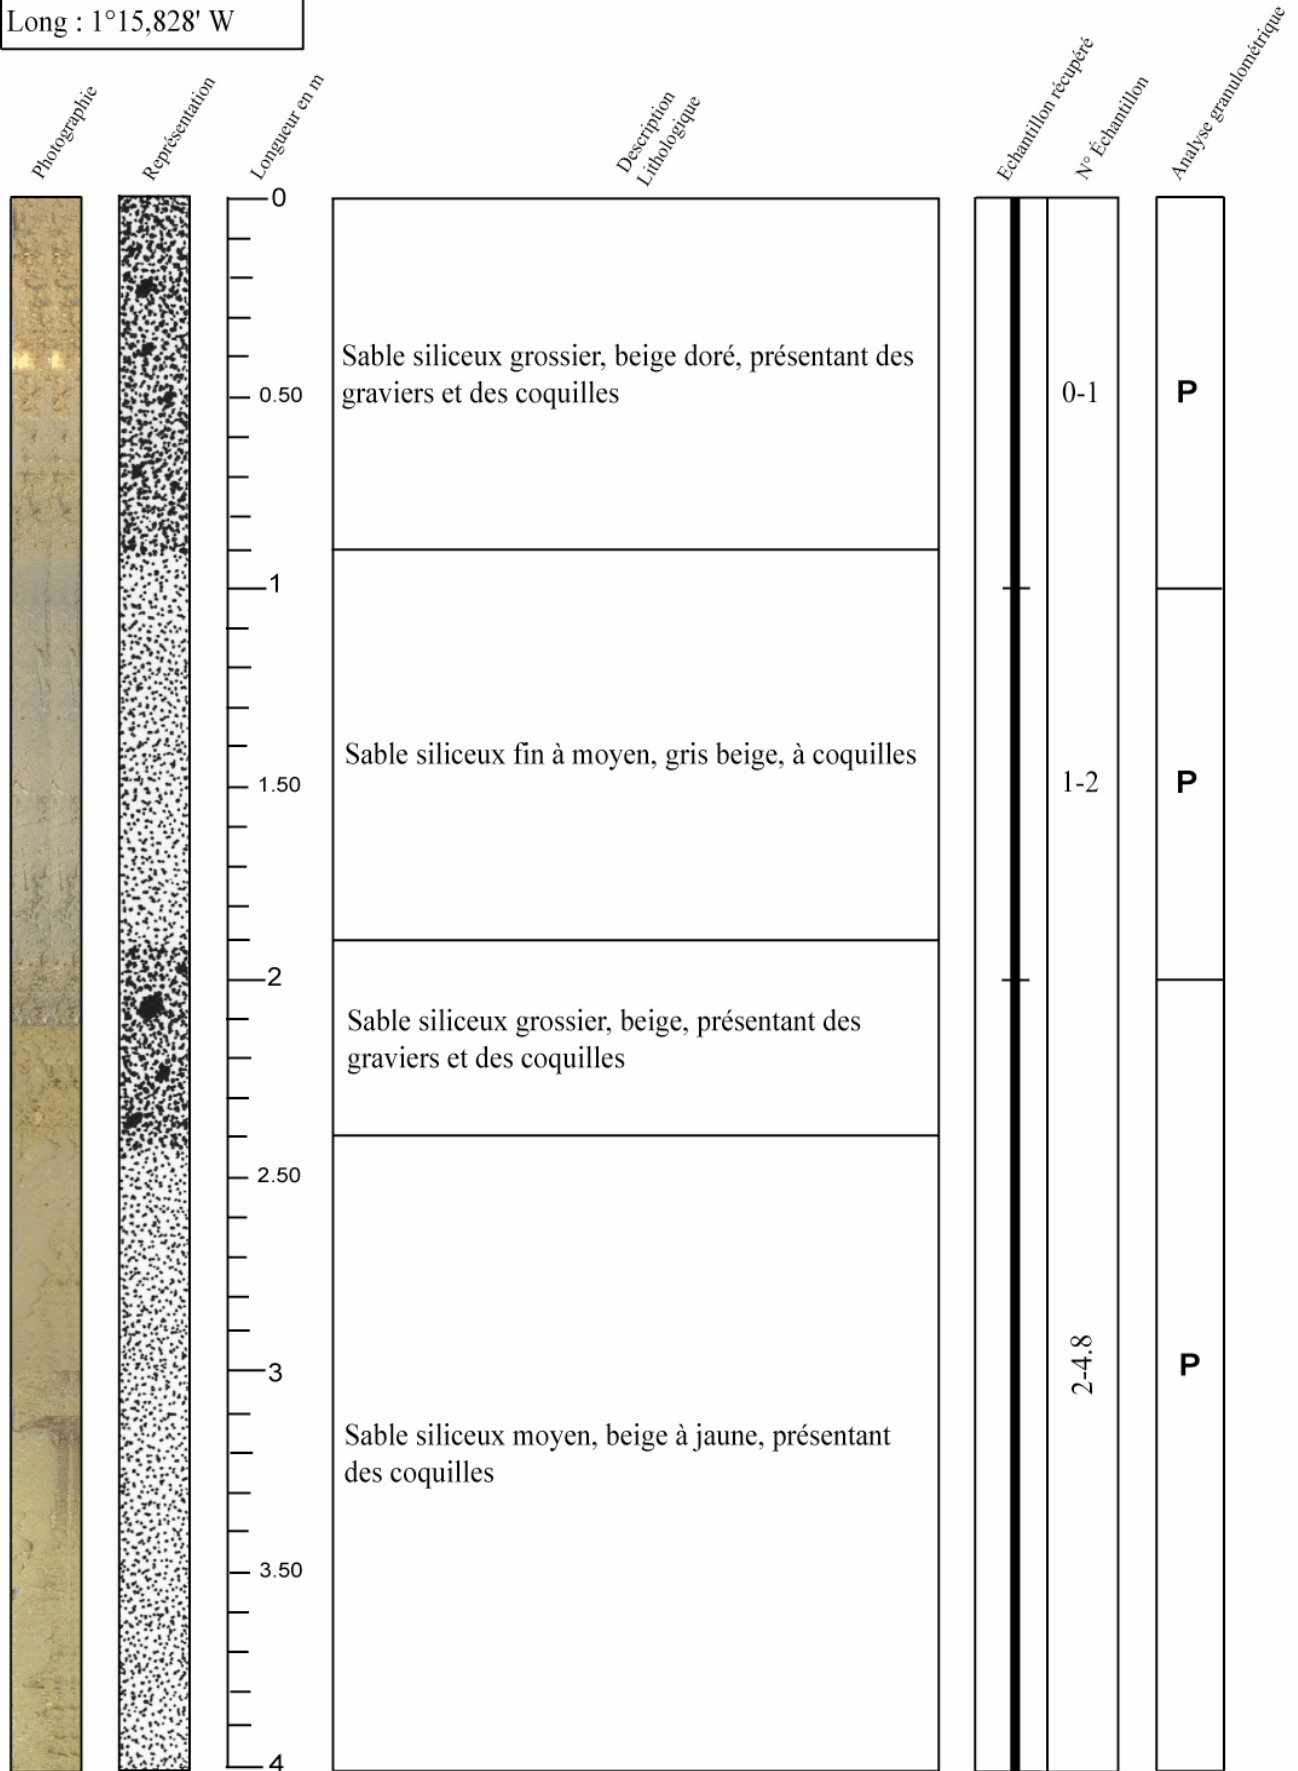 Long : 1°15,828' W
Photographie
Représentation
Longueur en m
Description
Lithologique
Echantillon récupéré
N° Échantillon
Analyse granulométrique
0
Sable siliceux grossier, beige doré, présentant des
graviers et des coquilles
0.50
0-1
P
1
Sable siliceux fin à moyen, gris beige, à coquilles
1.50
1-2
P
2
Sable siliceux grossier, beige, présentant des
graviers et des coquilles
2.50
3
2-4.8
P
Sable siliceux moyen, beige à jaune, présentant
des coquilles
3.50
4